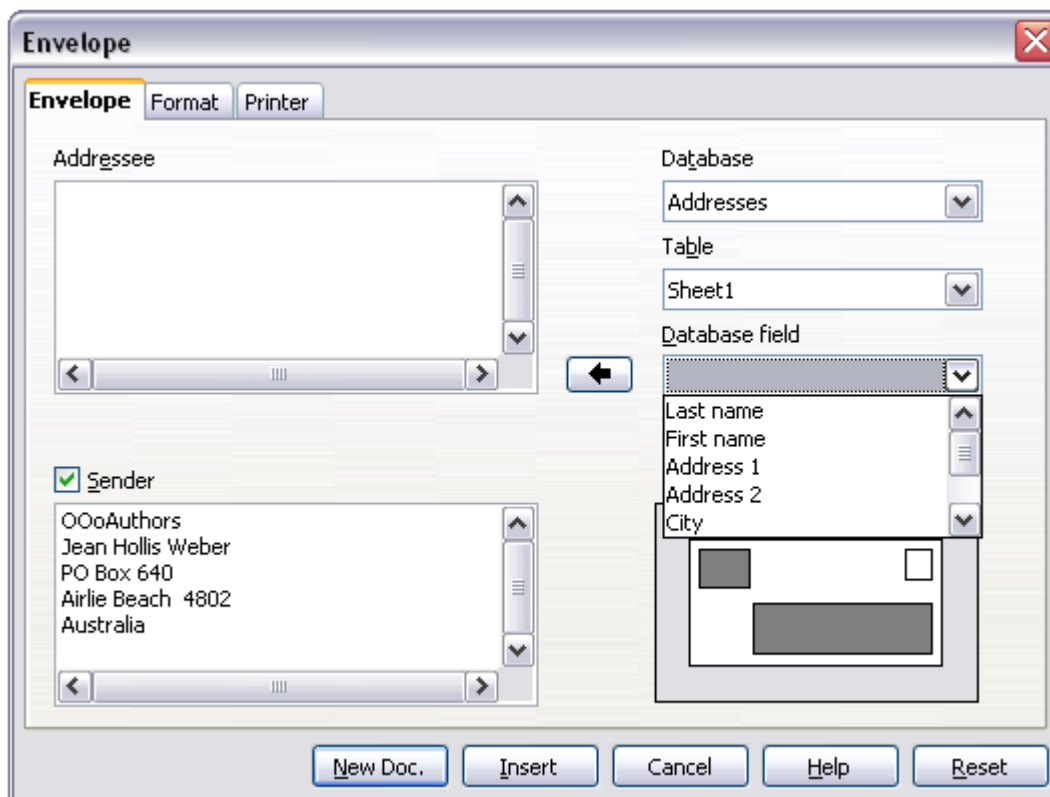 Envelope
Envelope Format Printer
Addressee
Database
Addresses
Table
Sheet1
Database field
Last name
First name
Address 1
Address 2
City
Sender
OOoAuthors
Jean Hollis Weber
PO Box 640
Airlie Beach  4802
Australia
New Doc. Insert Cancel Help Reset